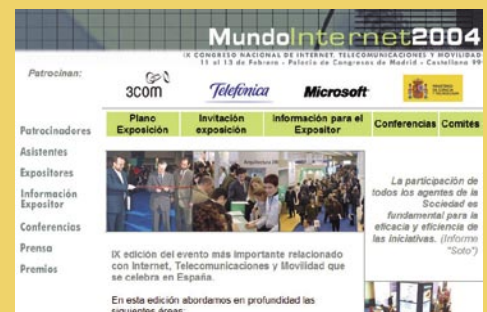 MundoInternet2004
IX CONGRESO NACIONAL DE INTERNET, TELECOMUNICACIONES Y MOVILIDAD
11 al 13 de Febrero - Palacio de Congresos de Madrid - Castellana 99
Patrocinan:
3com
Telefónica
Microsoft
Plano Exposición
Invitación exposición
Información para el Expositor
Conferencias
Comités
Patrocinadores
Asistentes
Expositores
Información
Expositor
Conferencias
Prensa
Premios
La participación de
todos los agentes de la
Sociedad es
fundamental para la
eficacia y eficiencia de
las iniciativas. (Informe
"Soto")
IX edición del evento más importante relacionado
con Internet, Telecomunicaciones y Movilidad que
se celebra en España.
En esta edición abordamos en profundidad las
siguientes áreas: